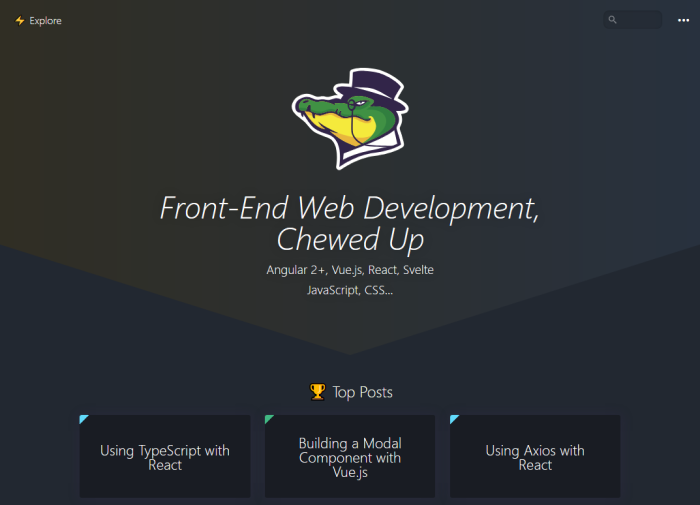 Explore
Front-End Web Development,
Chewed Up
Angular 2+, Vue.js, React, Svelte
JavaScript, CSS...
Top Posts
Using TypeScript with
React
Building a Modal
Component with
Vue.js
Using Axios with
React